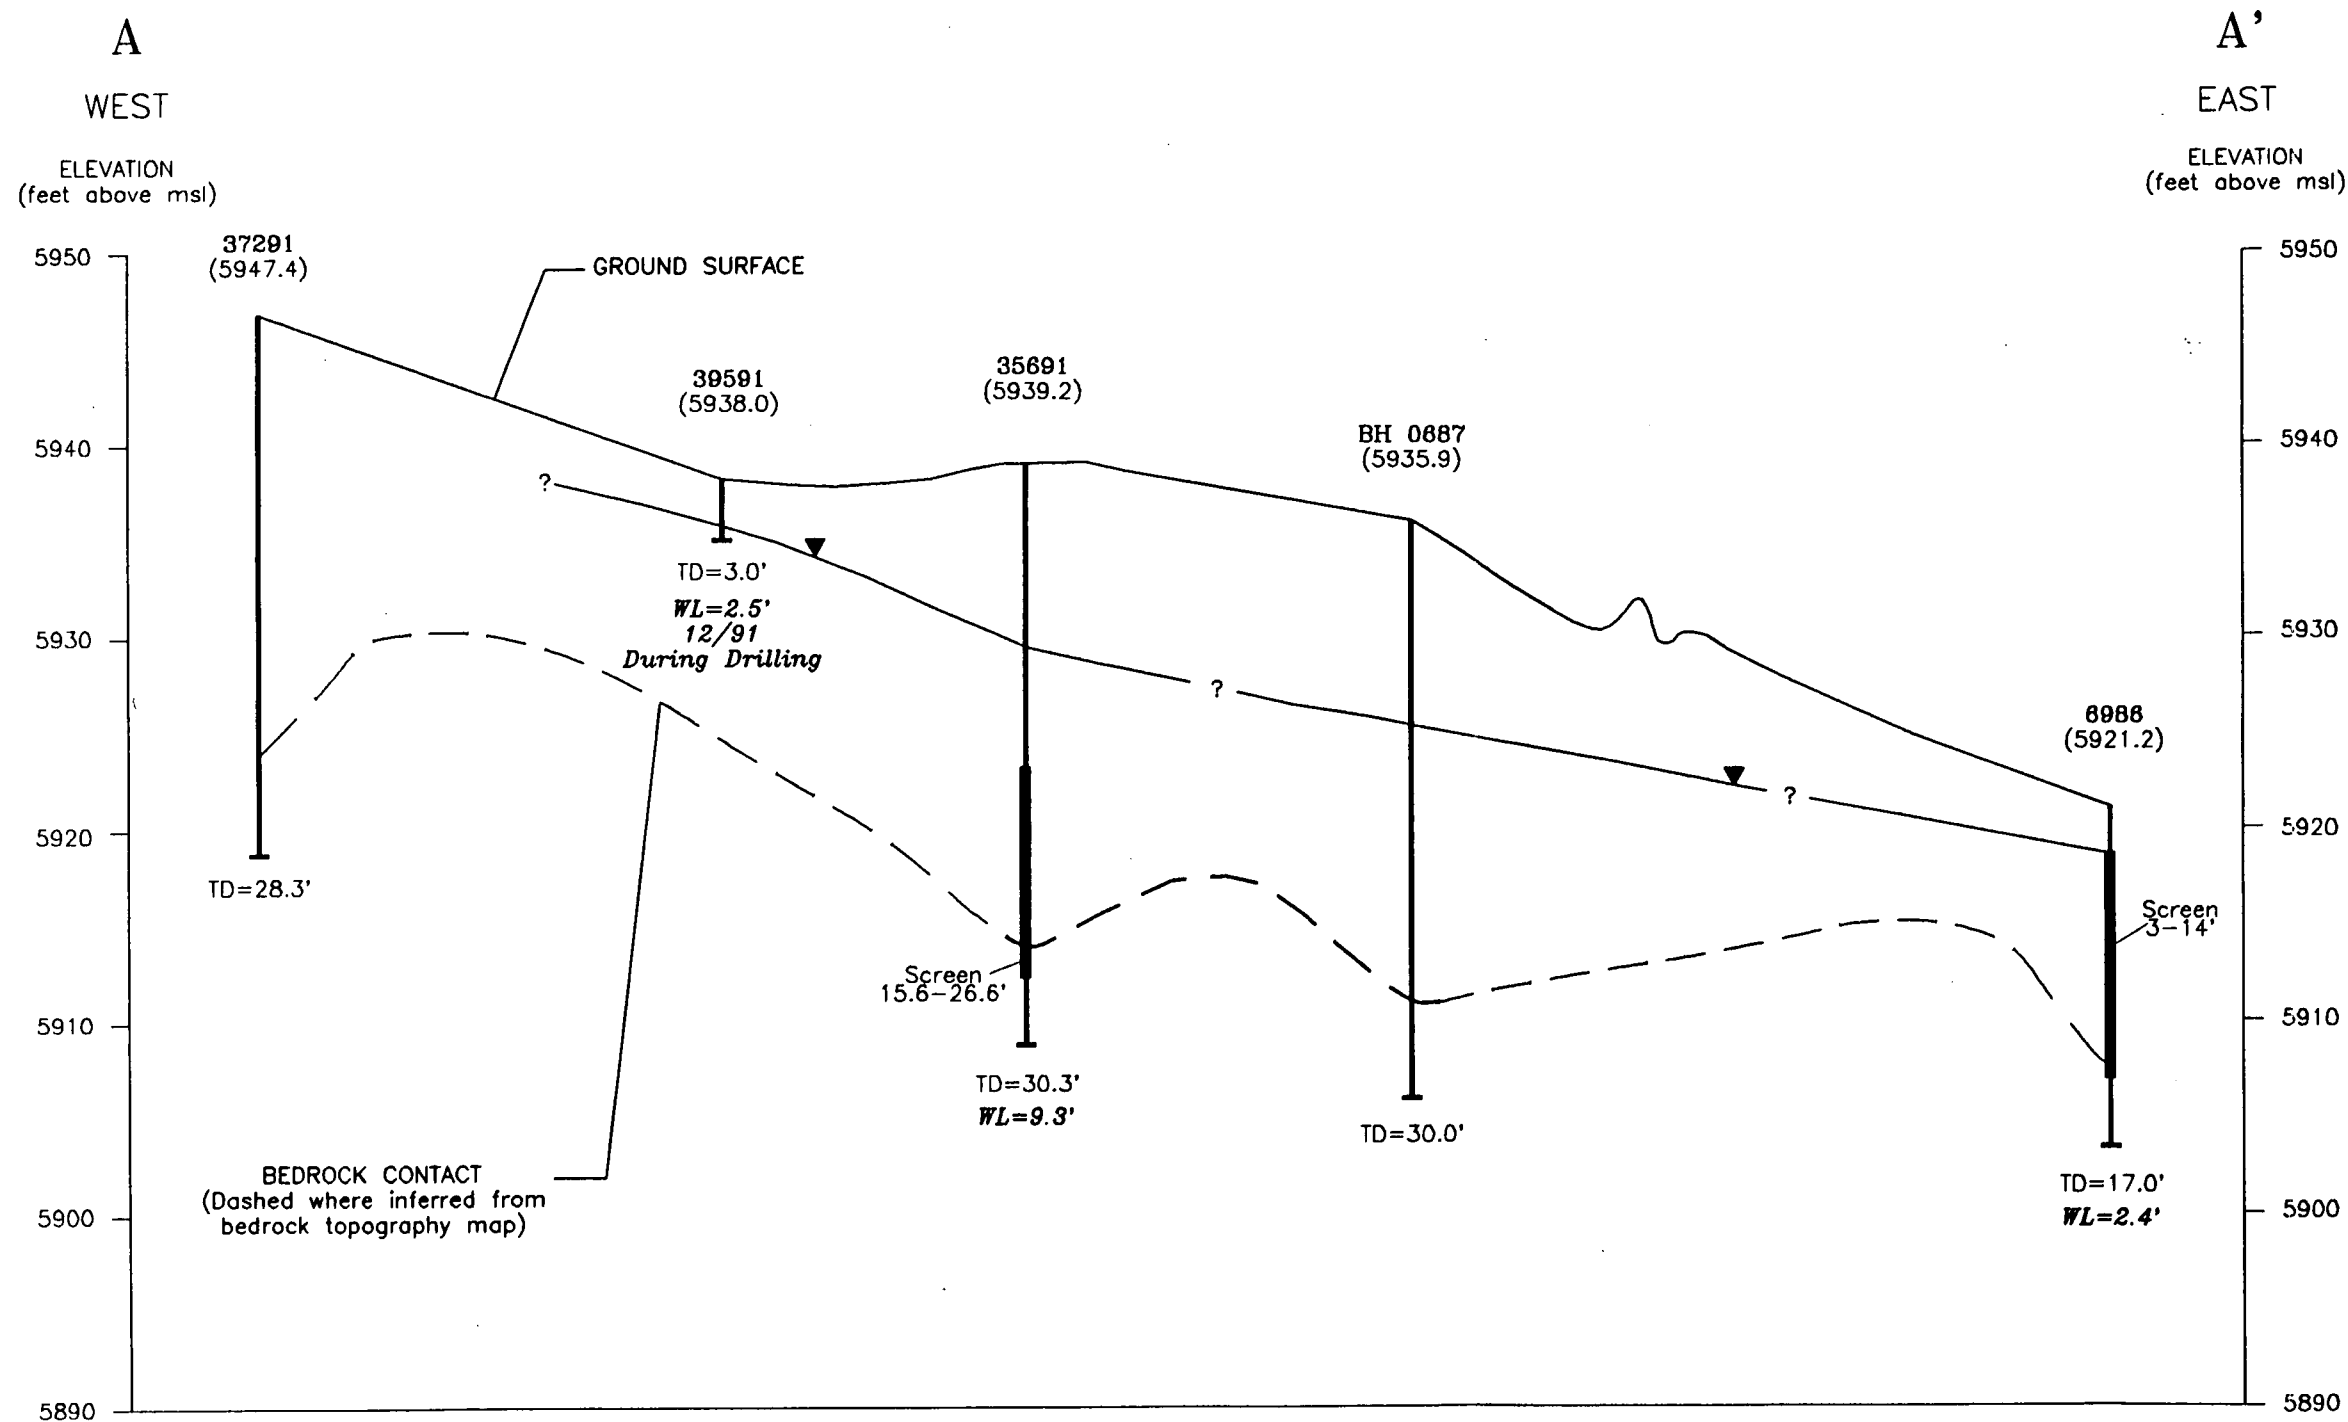 A
A'
WEST
EAST
ELEVATION
(feet above msl)
ELEVATION
(feet above msl)
37291
(5947.4)
GROUND SURFACE
39591
(5938.0)
35691
(5939.2)
BH 0687
(5935.9)
6986
(5921.2)
5950
5940
5930
5920
5910
5900
5890
5950
5940
5930
5920
5910
5900
5890
?
?
?
TD=28.3'
TD=3.0'
WL=2.5'
12/91
During Drilling
Screen
15.6-26.6'
TD=30.3'
WL=9.3'
TD=30.0'
Screen
3-14'
TD=17.0'
WL=2.4'
BEDROCK CONTACT
(Dashed where inferred from
bedrock topography map)